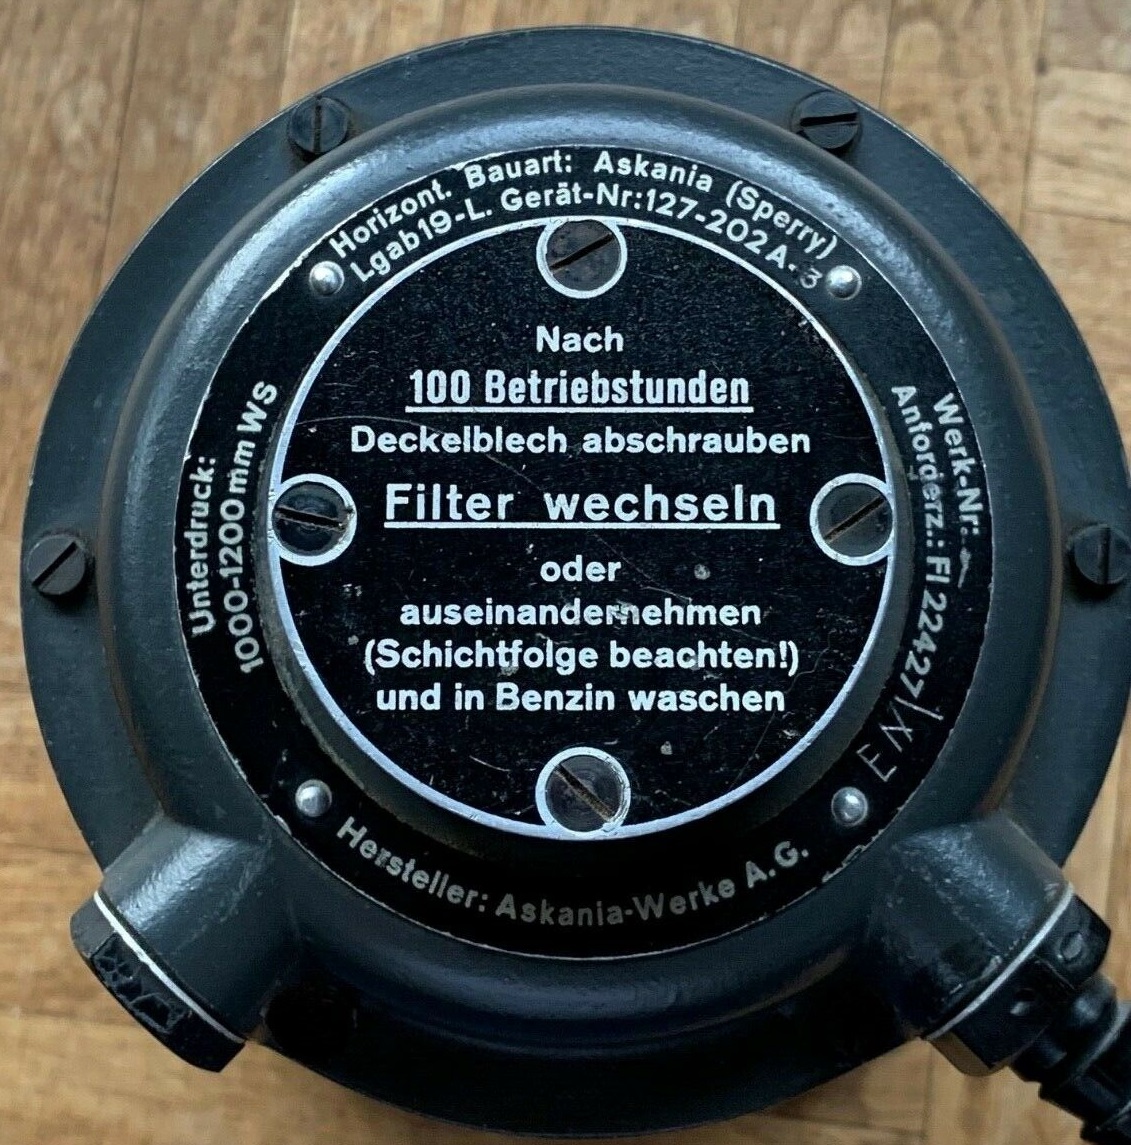 Horizont. Bauart: Askania (Sperry)
Lgab19-L. Gerät-Nr:127-202A-3
Nach
100 Betriebstunden
Deckelblech abschrauben
Filter wechseln
oder
auseinandernehmen
(Schichtfolge beachten!)
und in Benzin waschen
Unterdruck:
1000-1200 mm WS
Werk-Nr:
Anforderz.: Fl 22427/X
Hersteller: Askania-Werke A.G.